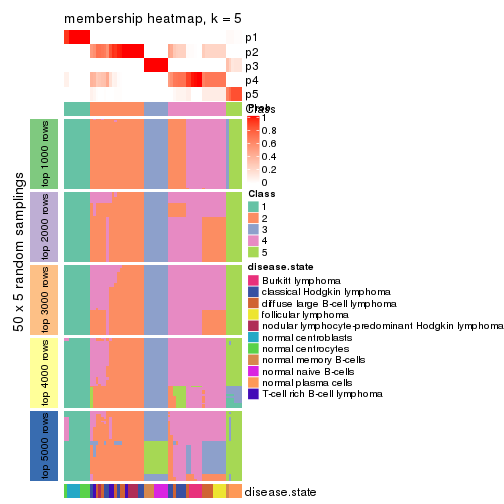 membership heatmap, k = 5
p1
p2
p3
p4
p5
Class
Prob
1
0.8
0.6
0.4
0.2
0
Class
1
2
3
4
5
disease.state
Burkitt lymphoma
classical Hodgkin lymphoma
diffuse large B-cell lymphoma
follicular lymphoma
nodular lymphocyte-predominant Hodgkin lymphoma
normal centroblasts
normal centrocytes
normal memory B-cells
normal naive B-cells
normal plasma cells
T-cell rich B-cell lymphoma
50 x 5 random samplings
top 1000 rows
top 2000 rows
top 3000 rows
top 4000 rows
top 5000 rows
disease.state